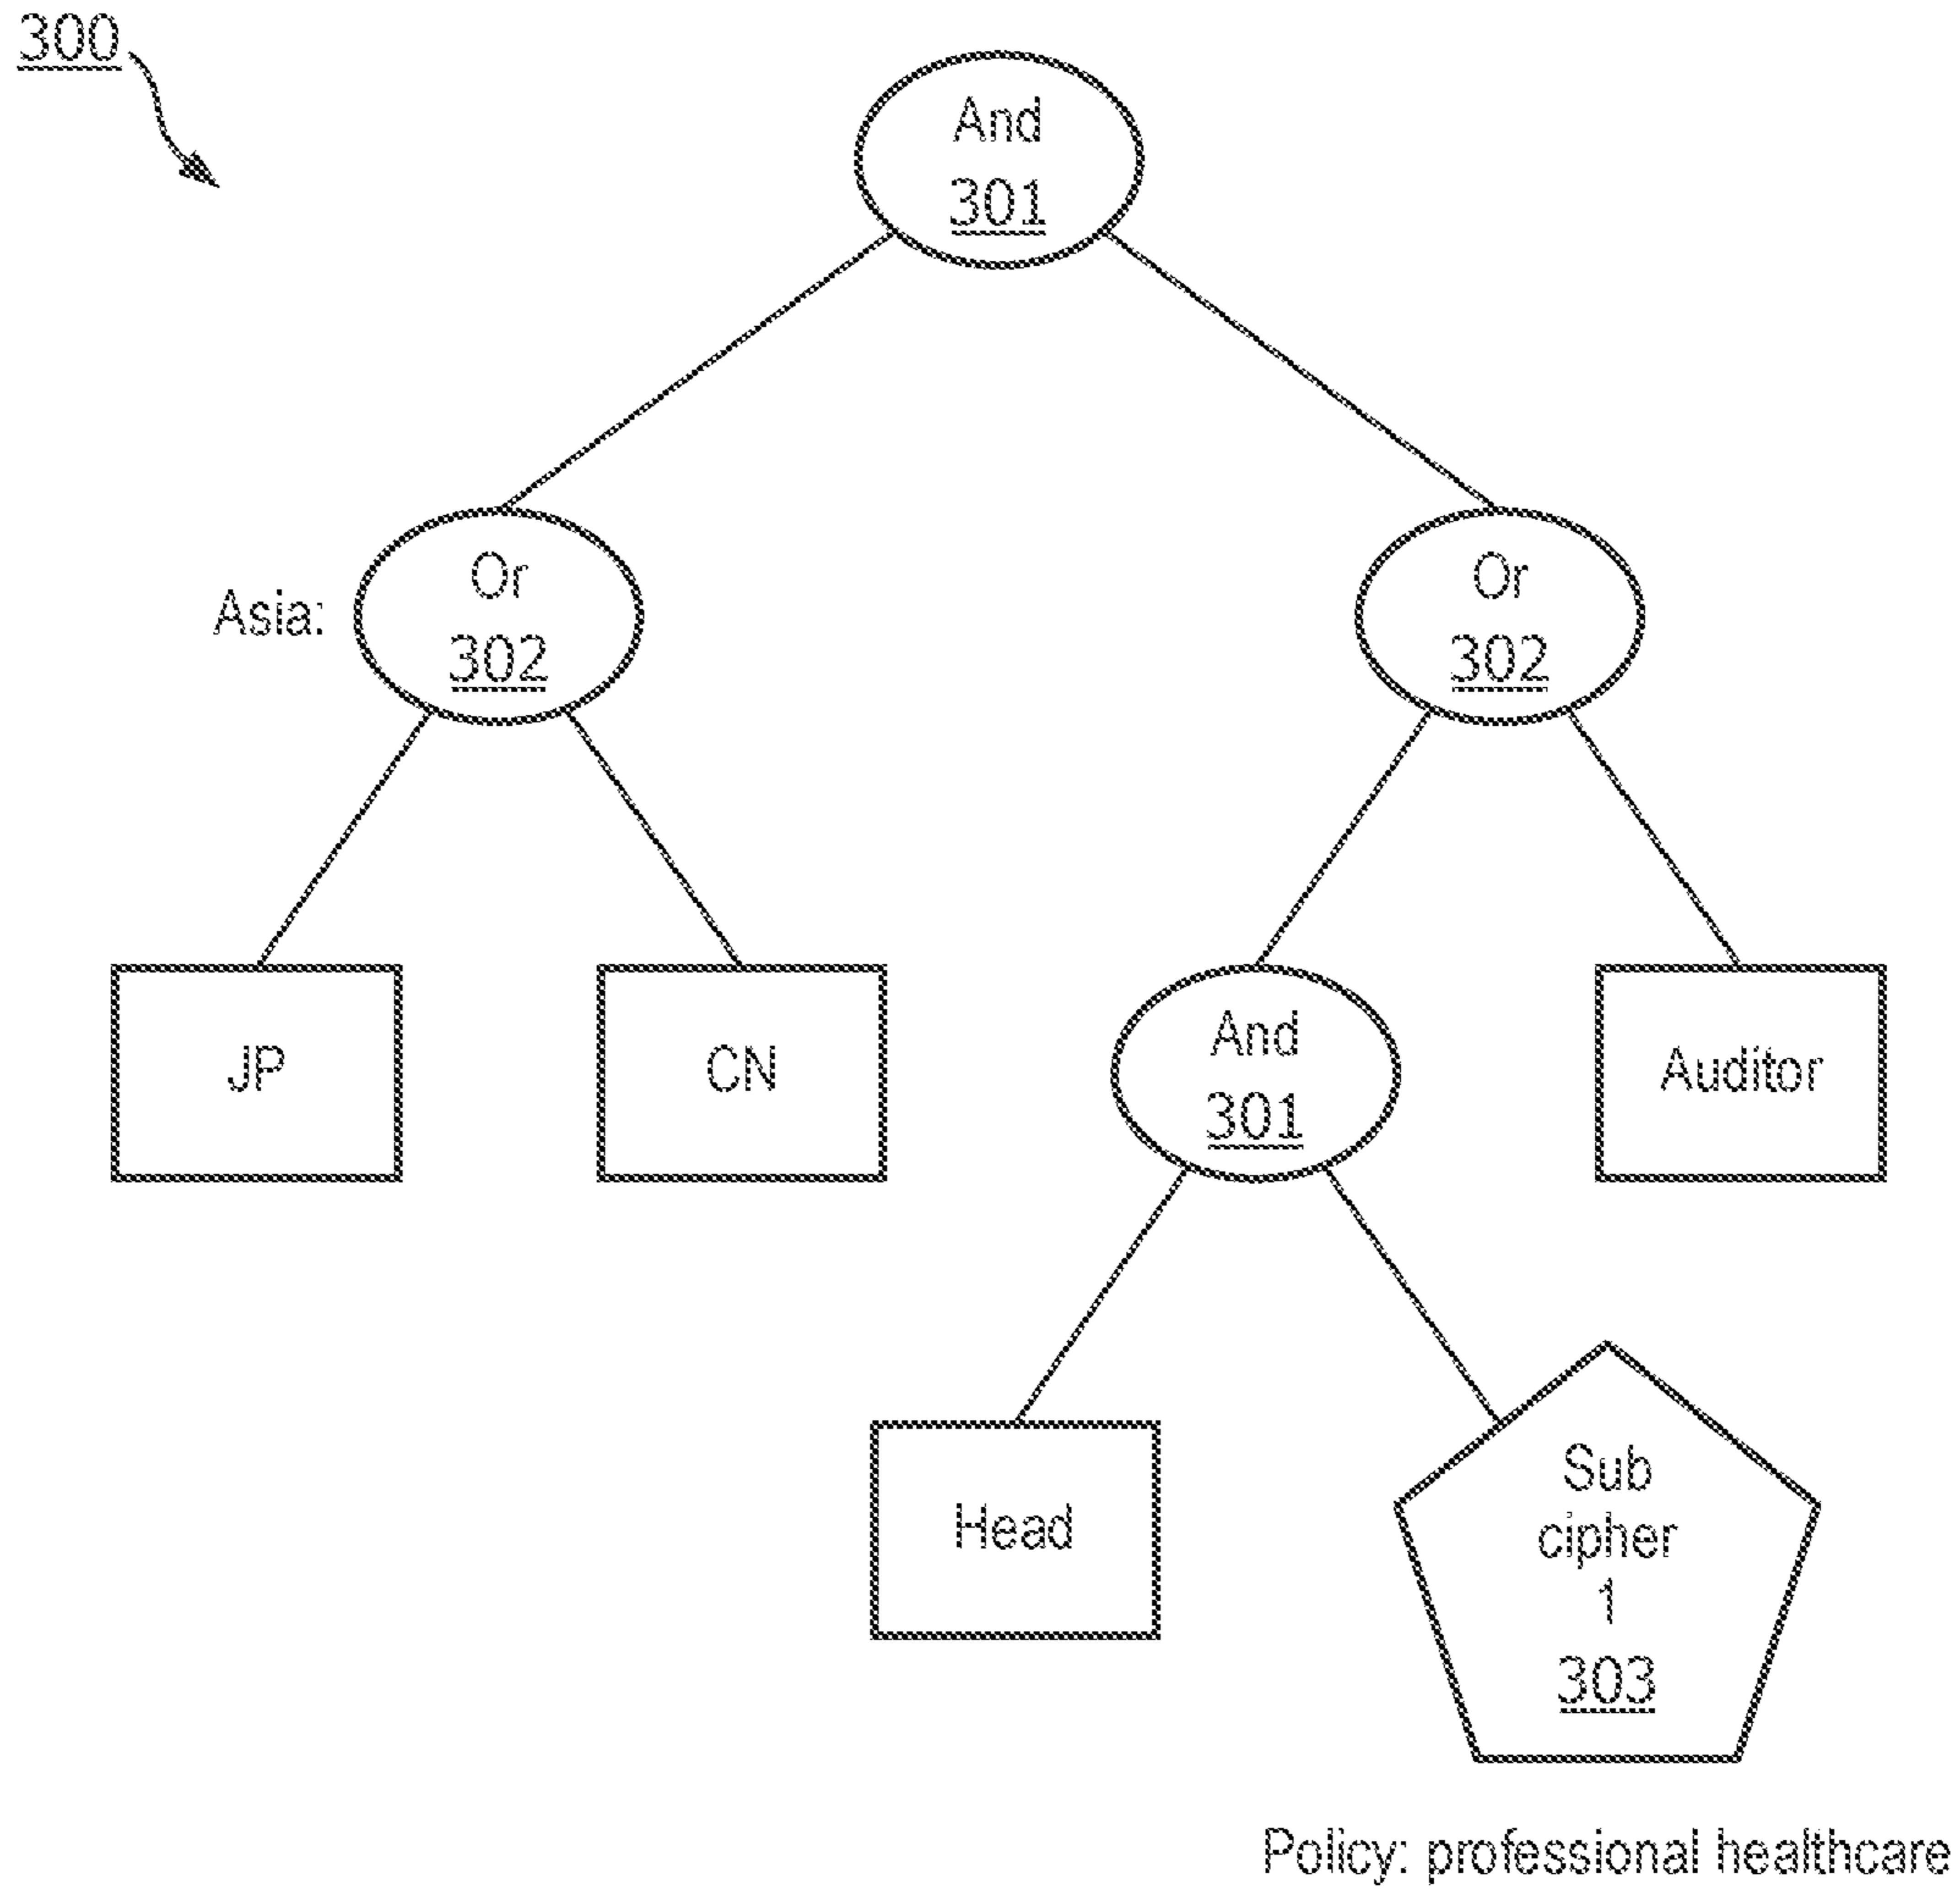 300
And
301
Or
302
Asia:
Or
302
JP
CN
And
301
Auditor
Head
Sub
cipher
1
303
Policy: professional healthcare